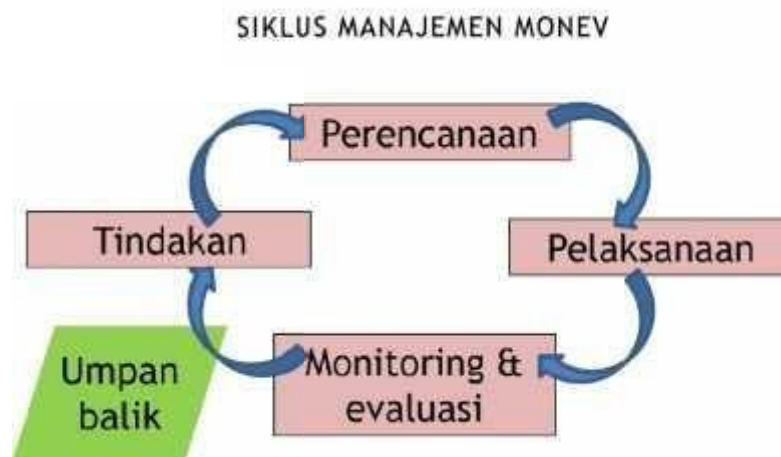 SIKLUS MANAJEMEN MONEV
Perencanaan
Tindakan
Pelaksanaan
Umpan
balik
Monitoring &
evaluasi